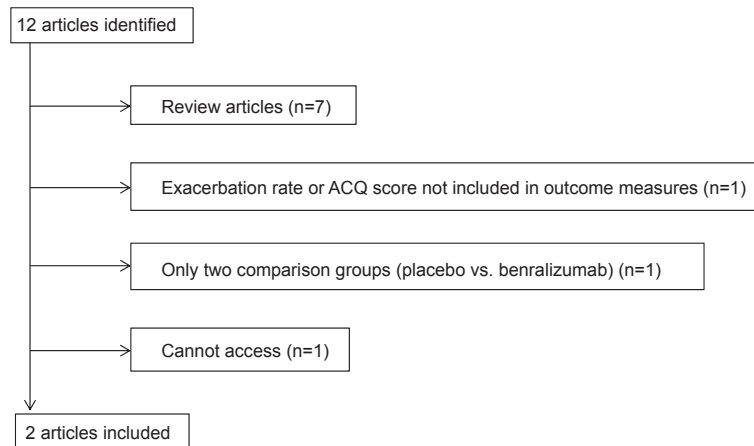 12 articles identified
Review articles (n=7)
Exacerbation rate or ACQ score not included in outcome measures (n=1)
Only two comparison groups (placebo vs. benralizumab) (n=1)
Cannot access (n=1)
2 articles included